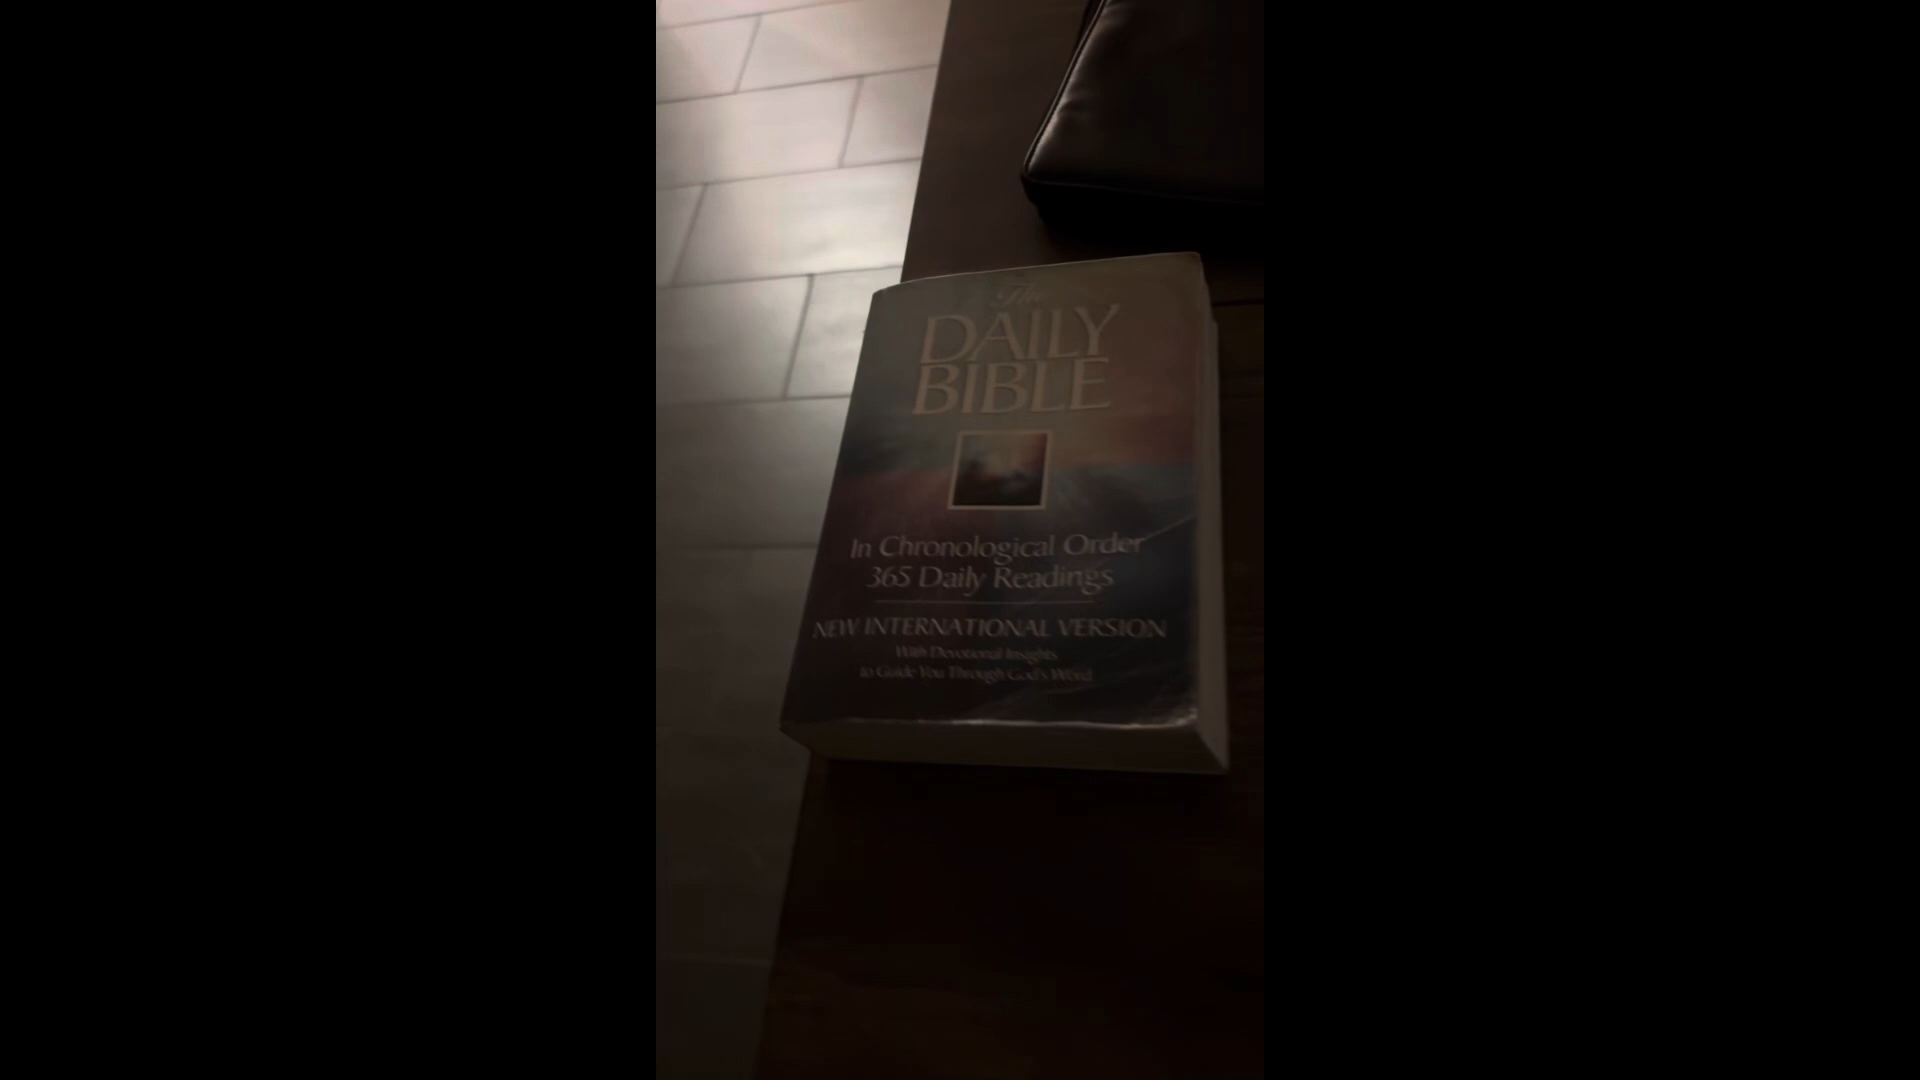 The
DAILY
BIBLE
In Chronological Order
365 Daily Readings
NEW INTERNATIONAL VERSION
With Devotional Insights
to Guide You Through God's Word